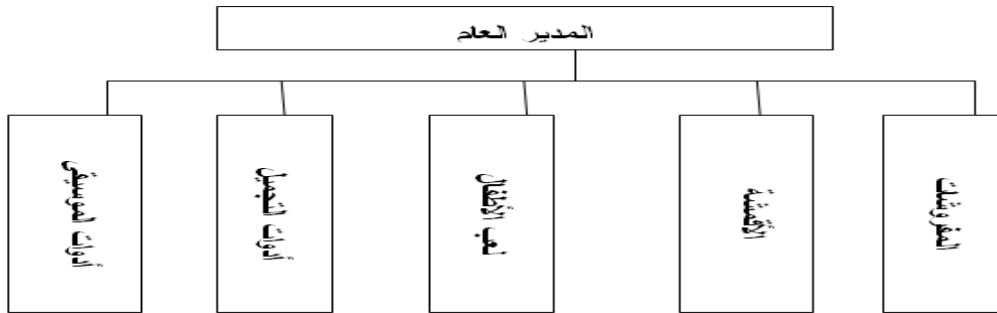 المدير العام
المفروشات
الأقمشة
لعب الأطفال
أدوات التجميل
أدوات الموسيقى